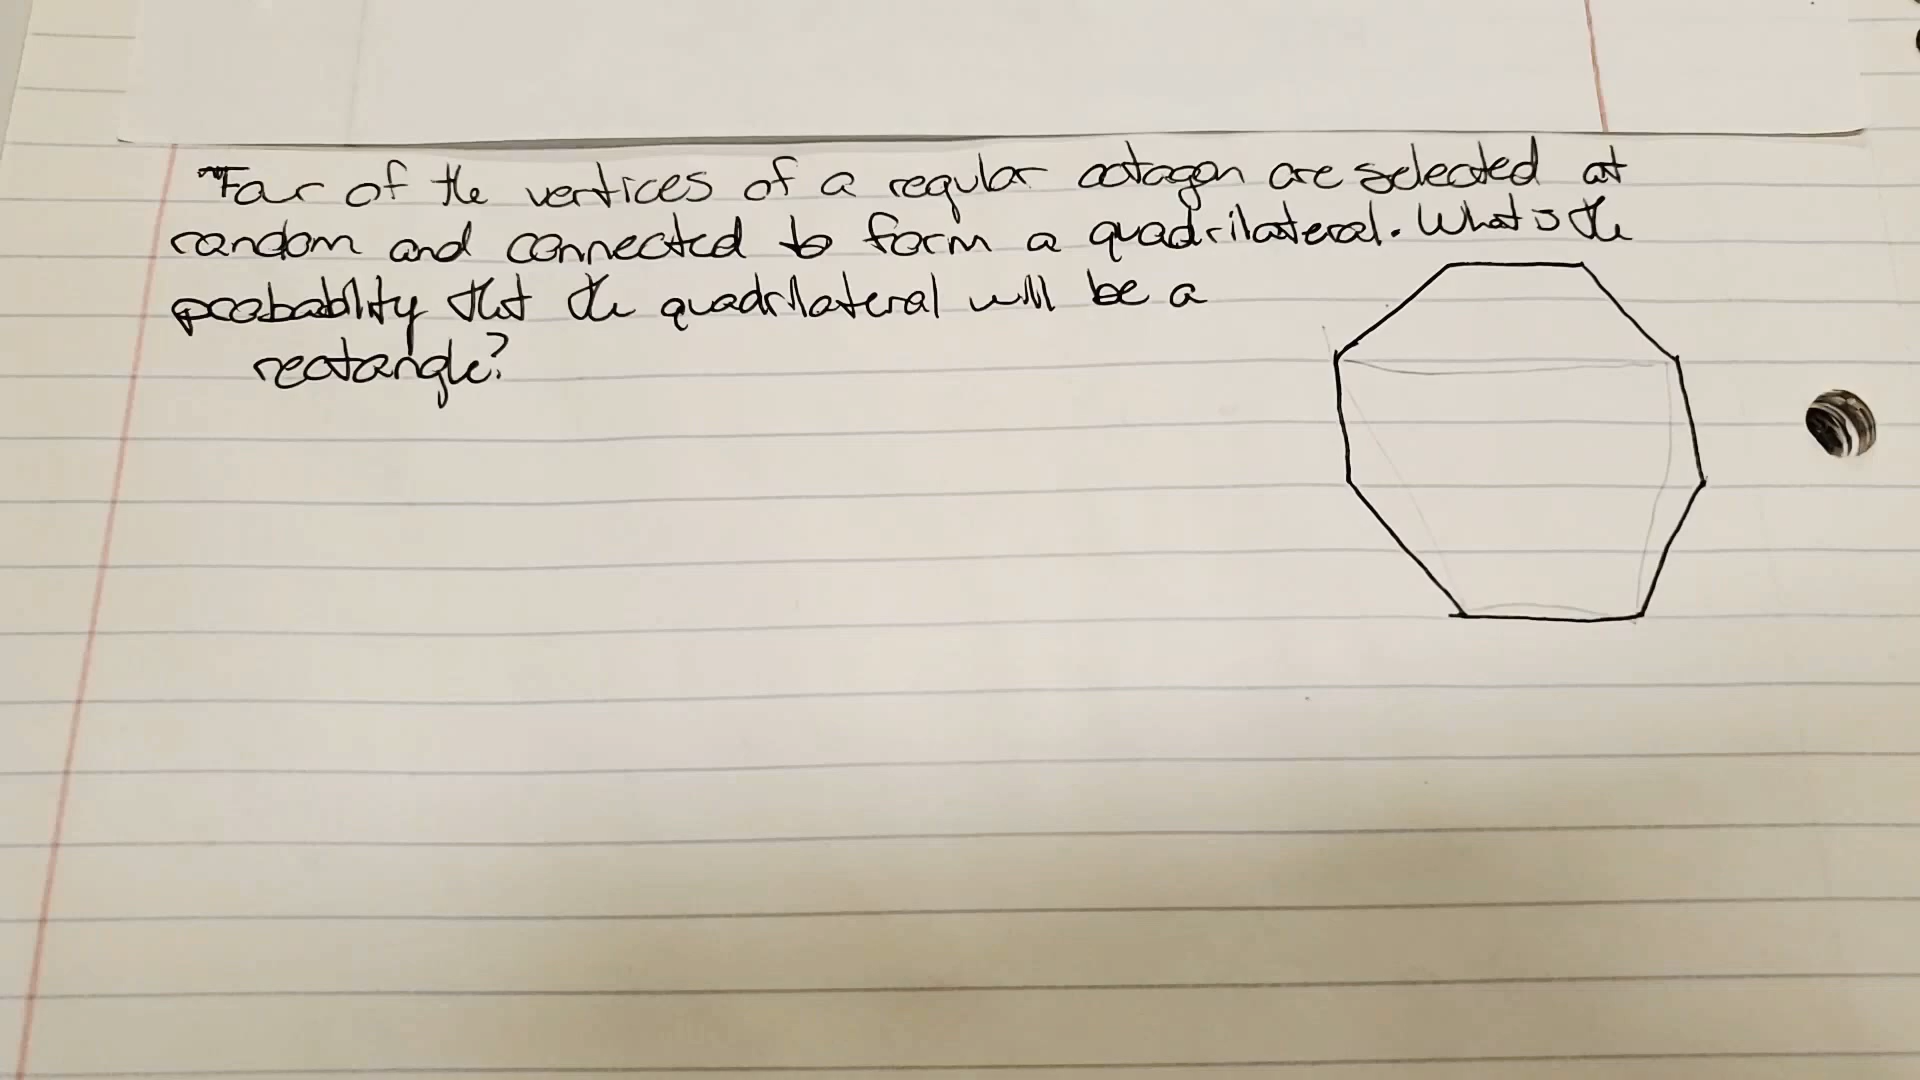 Four of the vertices of a regular octagon are selected at
random and connected to form a quadrilateral. What is the
probability that the quadrilateral will be a
rectangle?